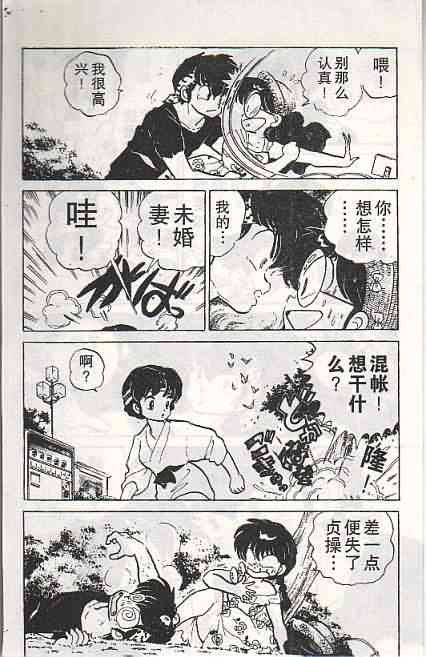 喂！
别那么
认真！
我很高
兴！
你……
想怎样
……
我的…
未婚
妻！
哇！
がばっ
混帐！
想干什
么？
隆！
啊？
差一点
便失了
贞操…